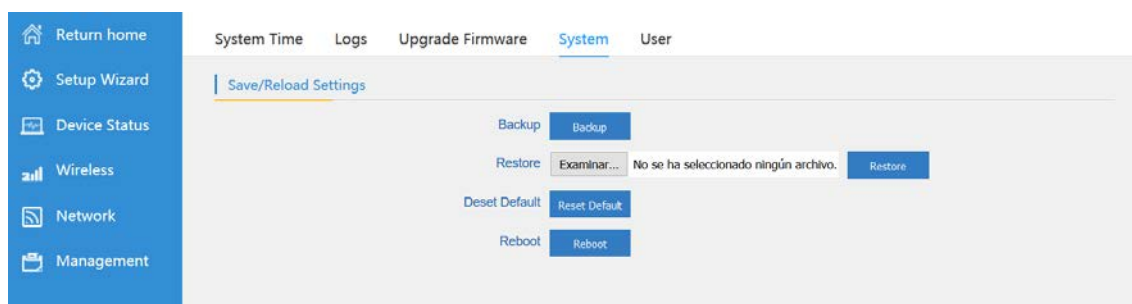 Return home
Setup Wizard
Device Status
Wireless
Network
Management
System Time Logs Upgrade Firmware System User
Save/Reload Settings
Backup Backup
Restore Examinar... No se ha seleccionado ningún archivo. Restore
Deset Default Reset Default
Reboot Reboot